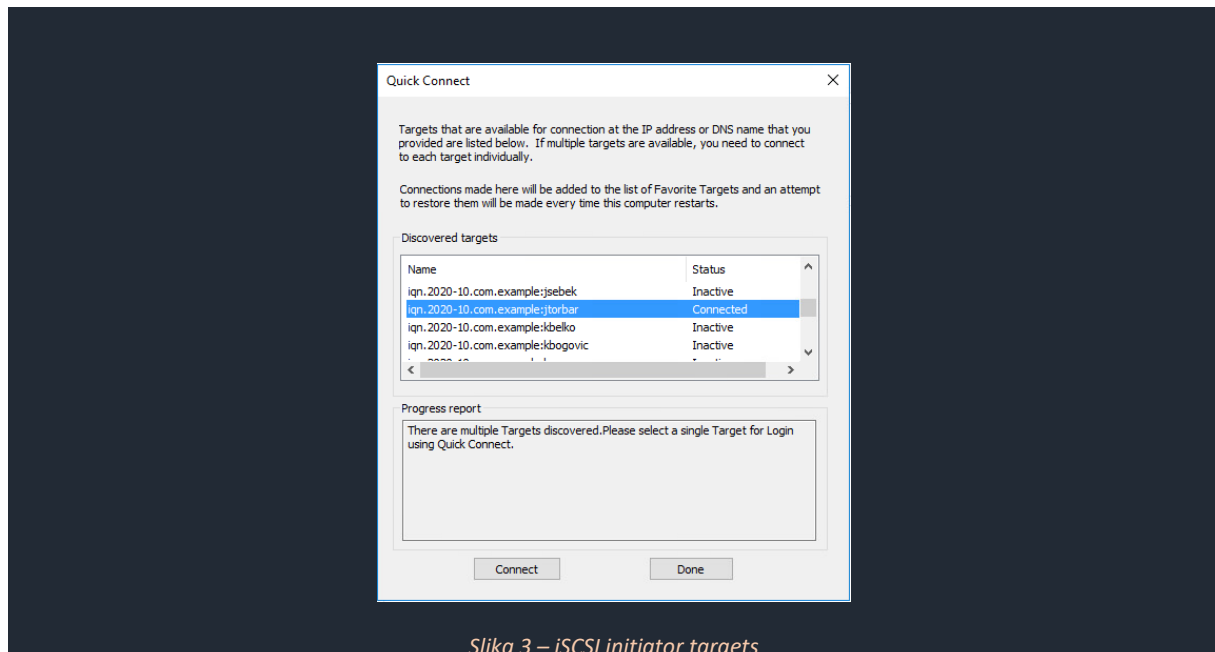 Quick Connect
Targets that are available for connection at the IP address or DNS name that you
provided are listed below. If multiple targets are available, you need to connect
to each target individually.
Connections made here will be added to the list of Favorite Targets and an attempt
to restore them will be made every time this computer restarts.
Discovered targets
Name Status
iqn.2020-10.com.example:jsebek Inactive
iqn.2020-10.com.example:jtorbar Connected
iqn.2020-10.com.example:kbelko Inactive
iqn.2020-10.com.example:kbogovic Inactive
Progress report
There are multiple Targets discovered.Please select a single Target for Login
using Quick Connect.
Connect Done
Slika 3 – iSCSI initiator targets